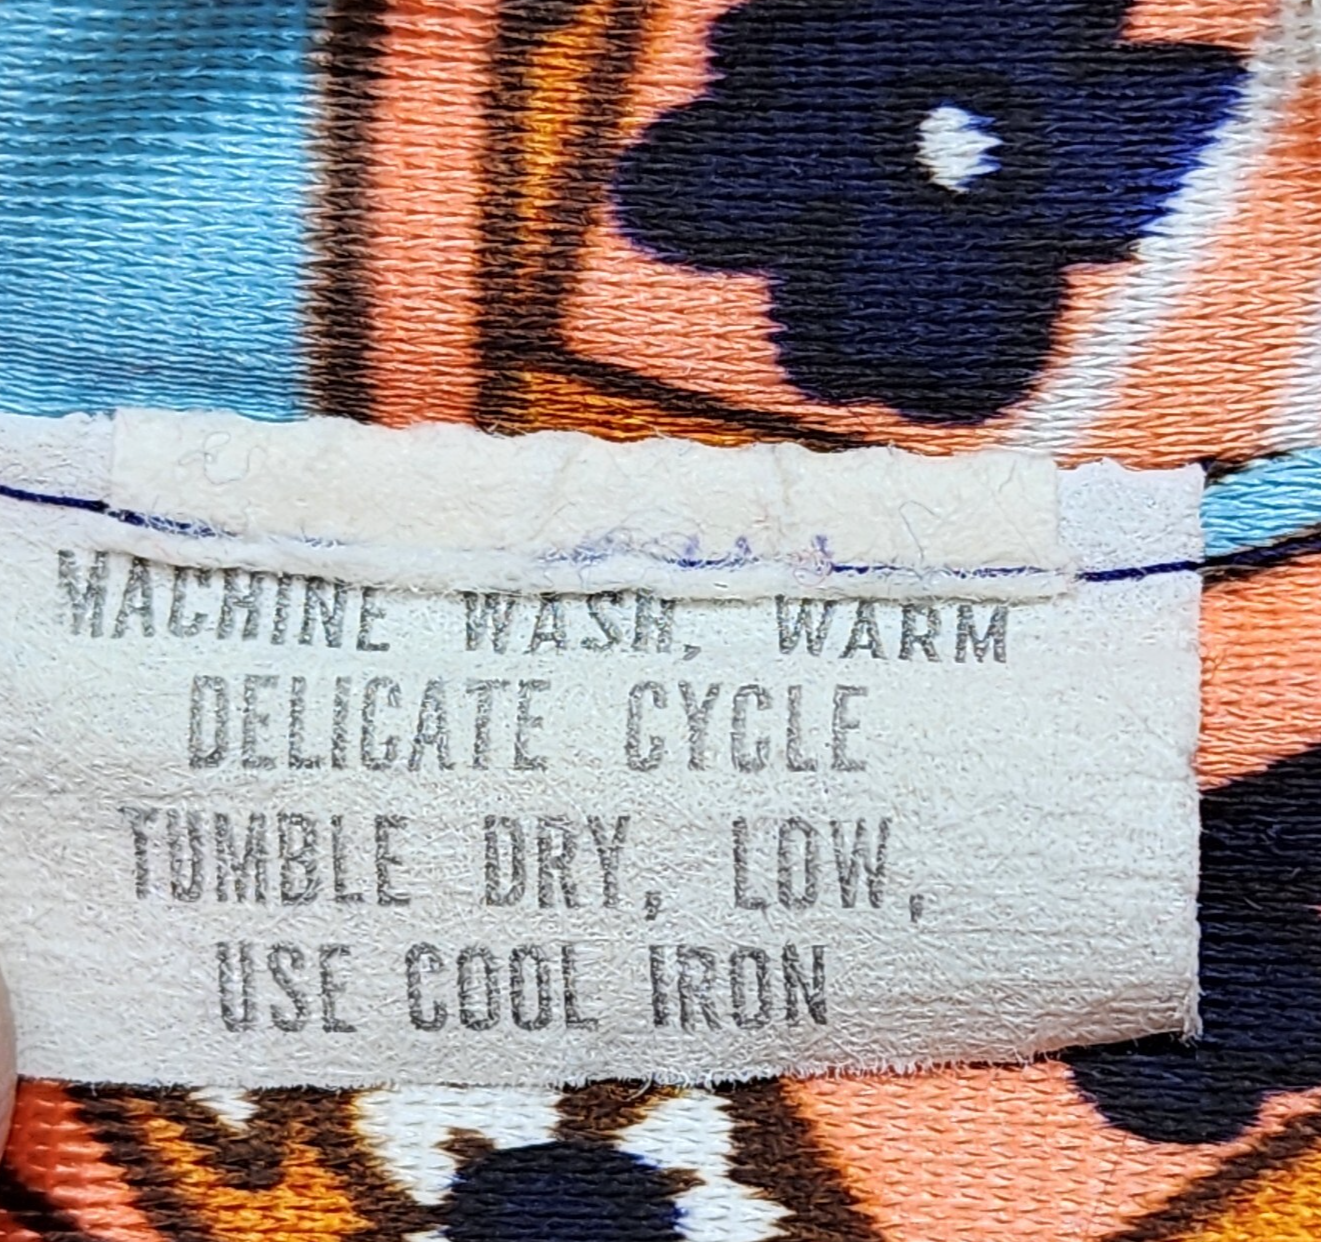 MACHINE WASH, WARM
DELICATE CYCLE
TUMBLE DRY, LOW,
USE COOL IRON